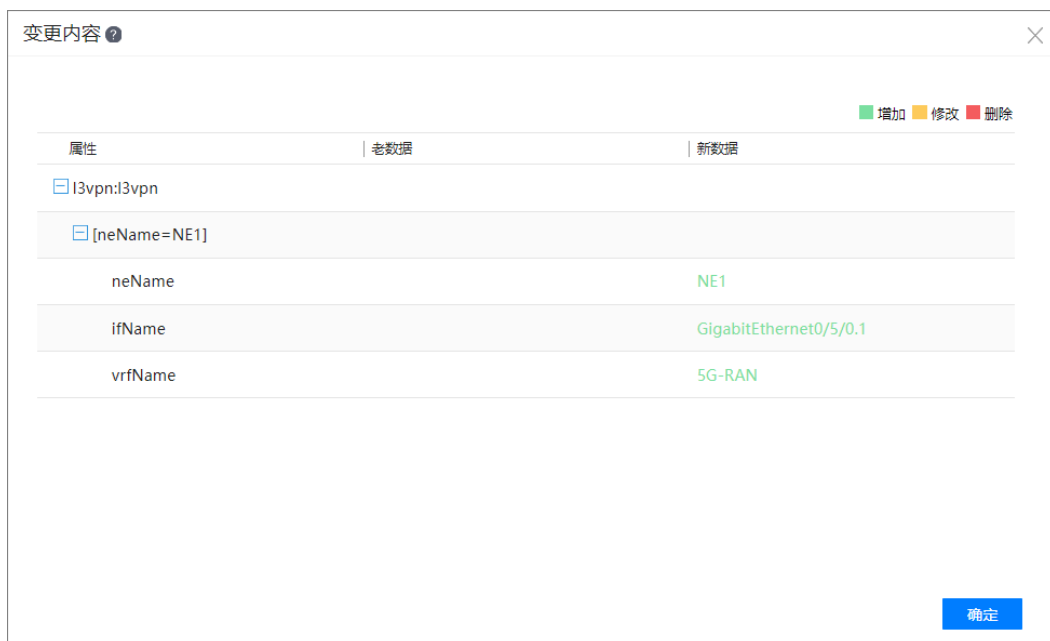 变更内容 ?
增加 修改 删除
属性 老数据 新数据
l3vpn:l3vpn
[neName=NE1]
neName NE1
ifName GigabitEthernet0/5/0.1
vrfName 5G-RAN
确定